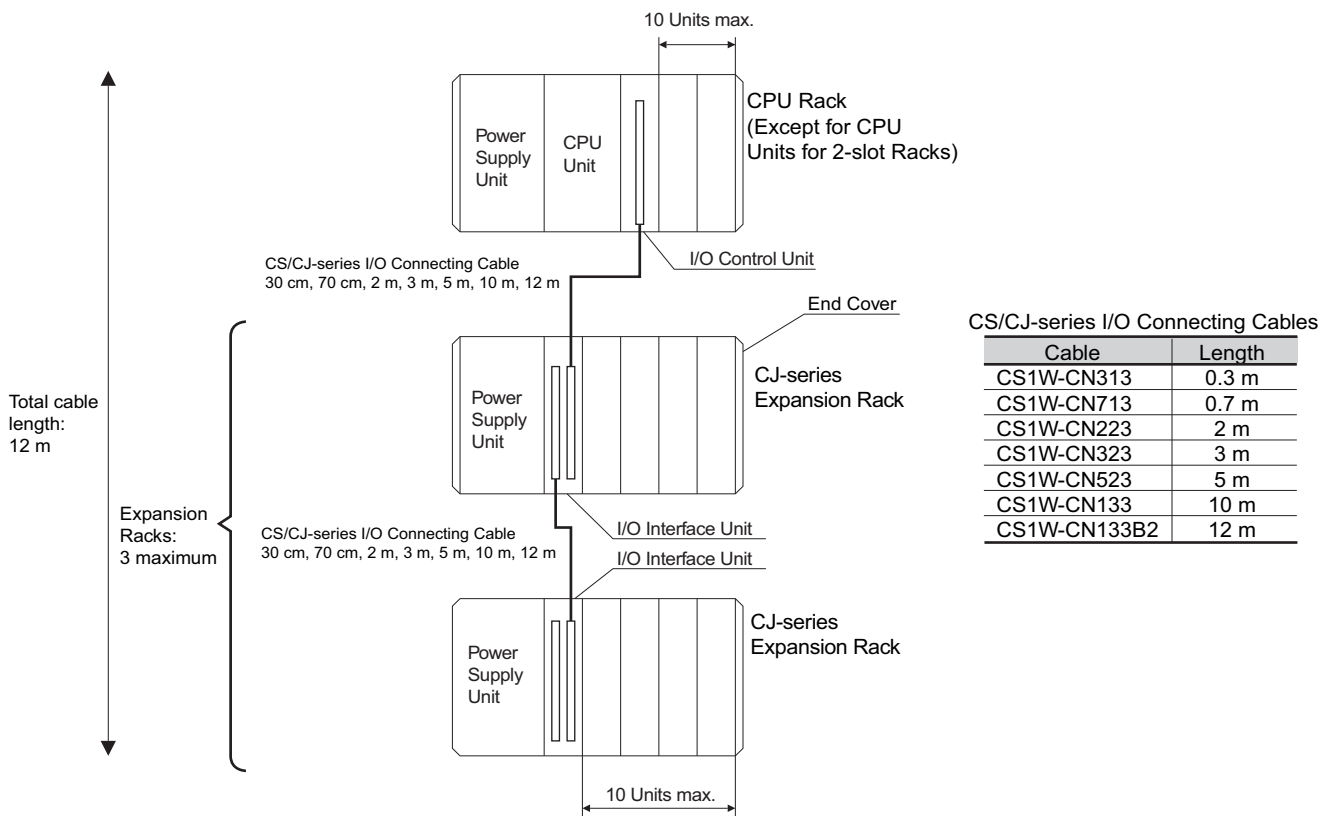 10 Units max.
CPU Rack
(Except for CPU
Units for 2-slot Racks)
Power
Supply
Unit
CPU
Unit
I/O Control Unit
CS/CJ-series I/O Connecting Cable
30 cm, 70 cm, 2 m, 3 m, 5 m, 10 m, 12 m
End Cover
CJ-series
Expansion Rack
Power
Supply
Unit
Total cable
length:
12 m
Expansion
Racks:
3 maximum
CS/CJ-series I/O Connecting Cable
30 cm, 70 cm, 2 m, 3 m, 5 m, 10 m, 12 m
I/O Interface Unit
I/O Interface Unit
CJ-series
Expansion Rack
Power
Supply
Unit
10 Units max.
CS/CJ-series I/O Connecting Cables
Cable Length
CS1W-CN313 0.3 m
CS1W-CN713 0.7 m
CS1W-CN223 2 m
CS1W-CN323 3 m
CS1W-CN523 5 m
CS1W-CN133 10 m
CS1W-CN133B2 12 m